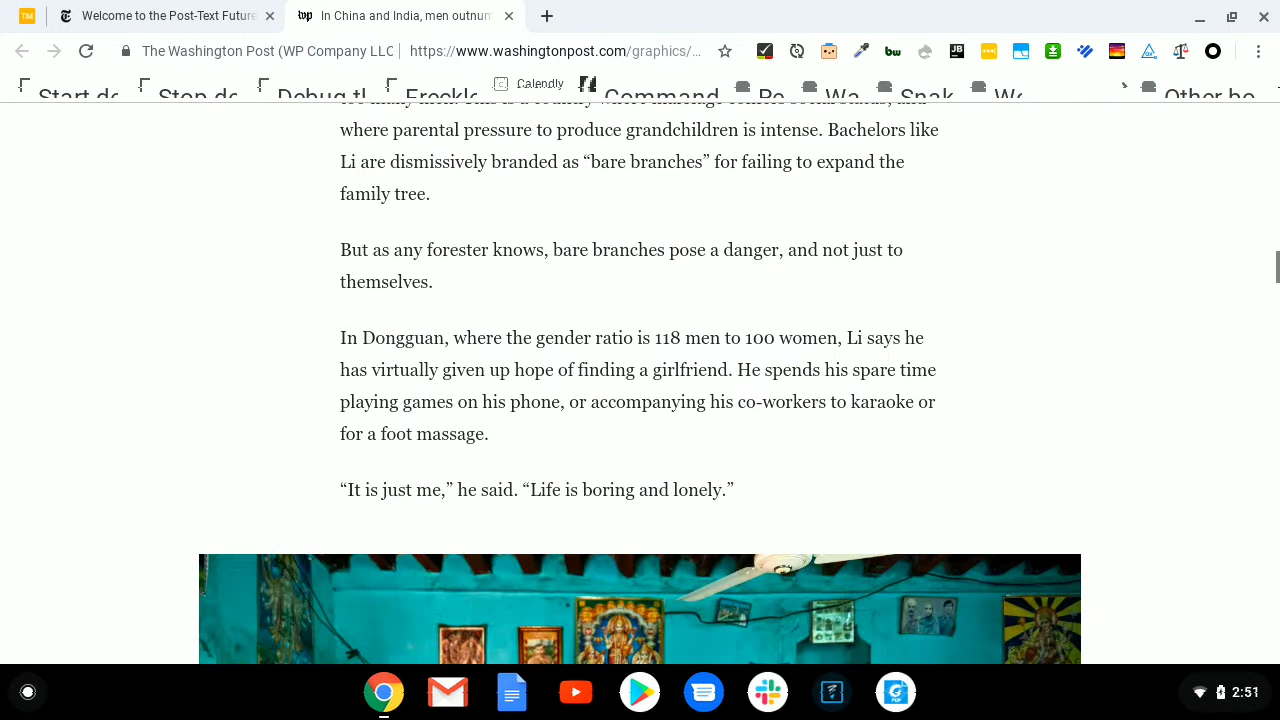 Welcome to the Post-Text Future
In China and India, men outnum
The Washington Post (WP Company LLC
https://www.washingtonpost.com/graphics/...
Calendly
Command
where parental pressure to produce grandchildren is intense. Bachelors like
Li are dismissively branded as “bare branches” for failing to expand the
family tree.
But as any forester knows, bare branches pose a danger, and not just to
themselves.
In Dongguan, where the gender ratio is 118 men to 100 women, Li says he
has virtually given up hope of finding a girlfriend. He spends his spare time
playing games on his phone, or accompanying his co-workers to karaoke or
for a foot massage.
“It is just me,” he said. “Life is boring and lonely.”
2:51